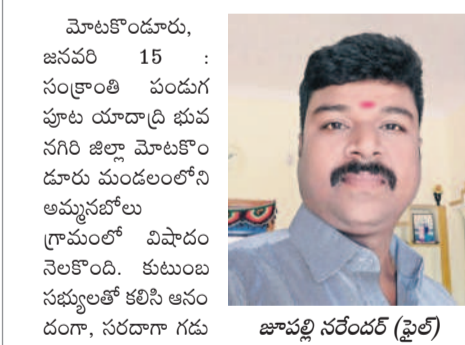 మోటకొండూరు,
జనవరి 15 :
సంక్రాంతి పండుగ
పూట యాదాద్రి భువ
నగిరి జిల్లా మోటకొం
డూరు మండలంలోని
అమ్మనబోలు
గ్రామంలో విషాదం
నెలకొంది. కుటుంబ
సభ్యులతో కలిసి ఆనం
దంగా, సరదాగా గడు
జూపల్లి నరేందర్ (ఫైల్)